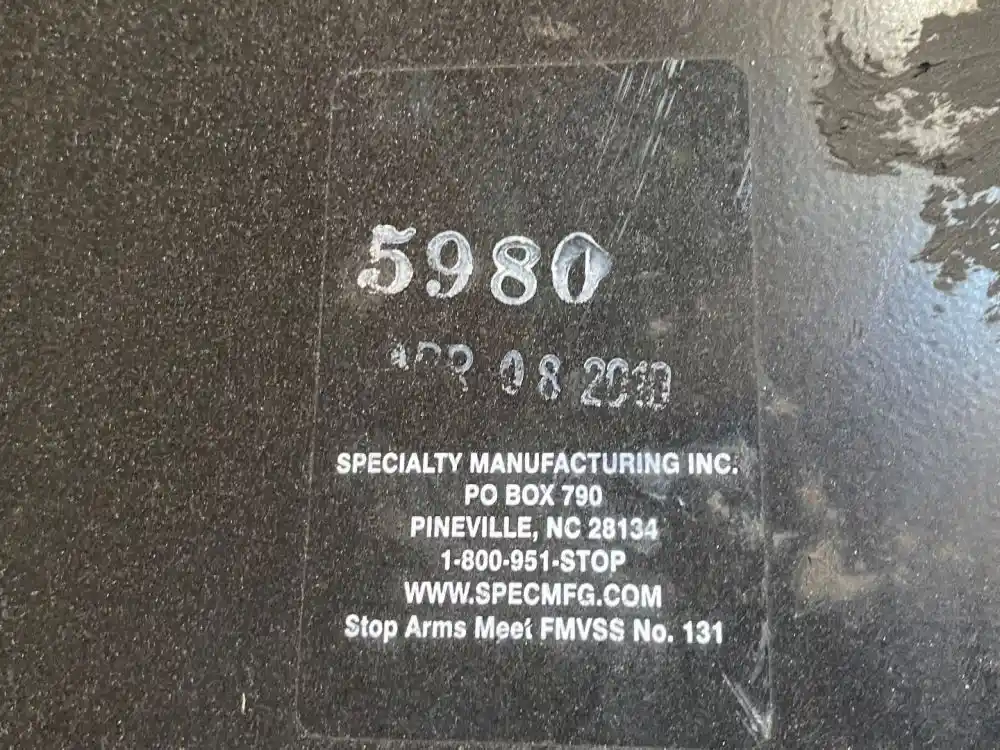 5980
APR 08 2010
SPECIALTY MANUFACTURING INC.
PO BOX 790
PINEVILLE, NC 28134
1-800-951-STOP
WWW.SPECMFG.COM
Stop Arms Meet FMVSS No. 131